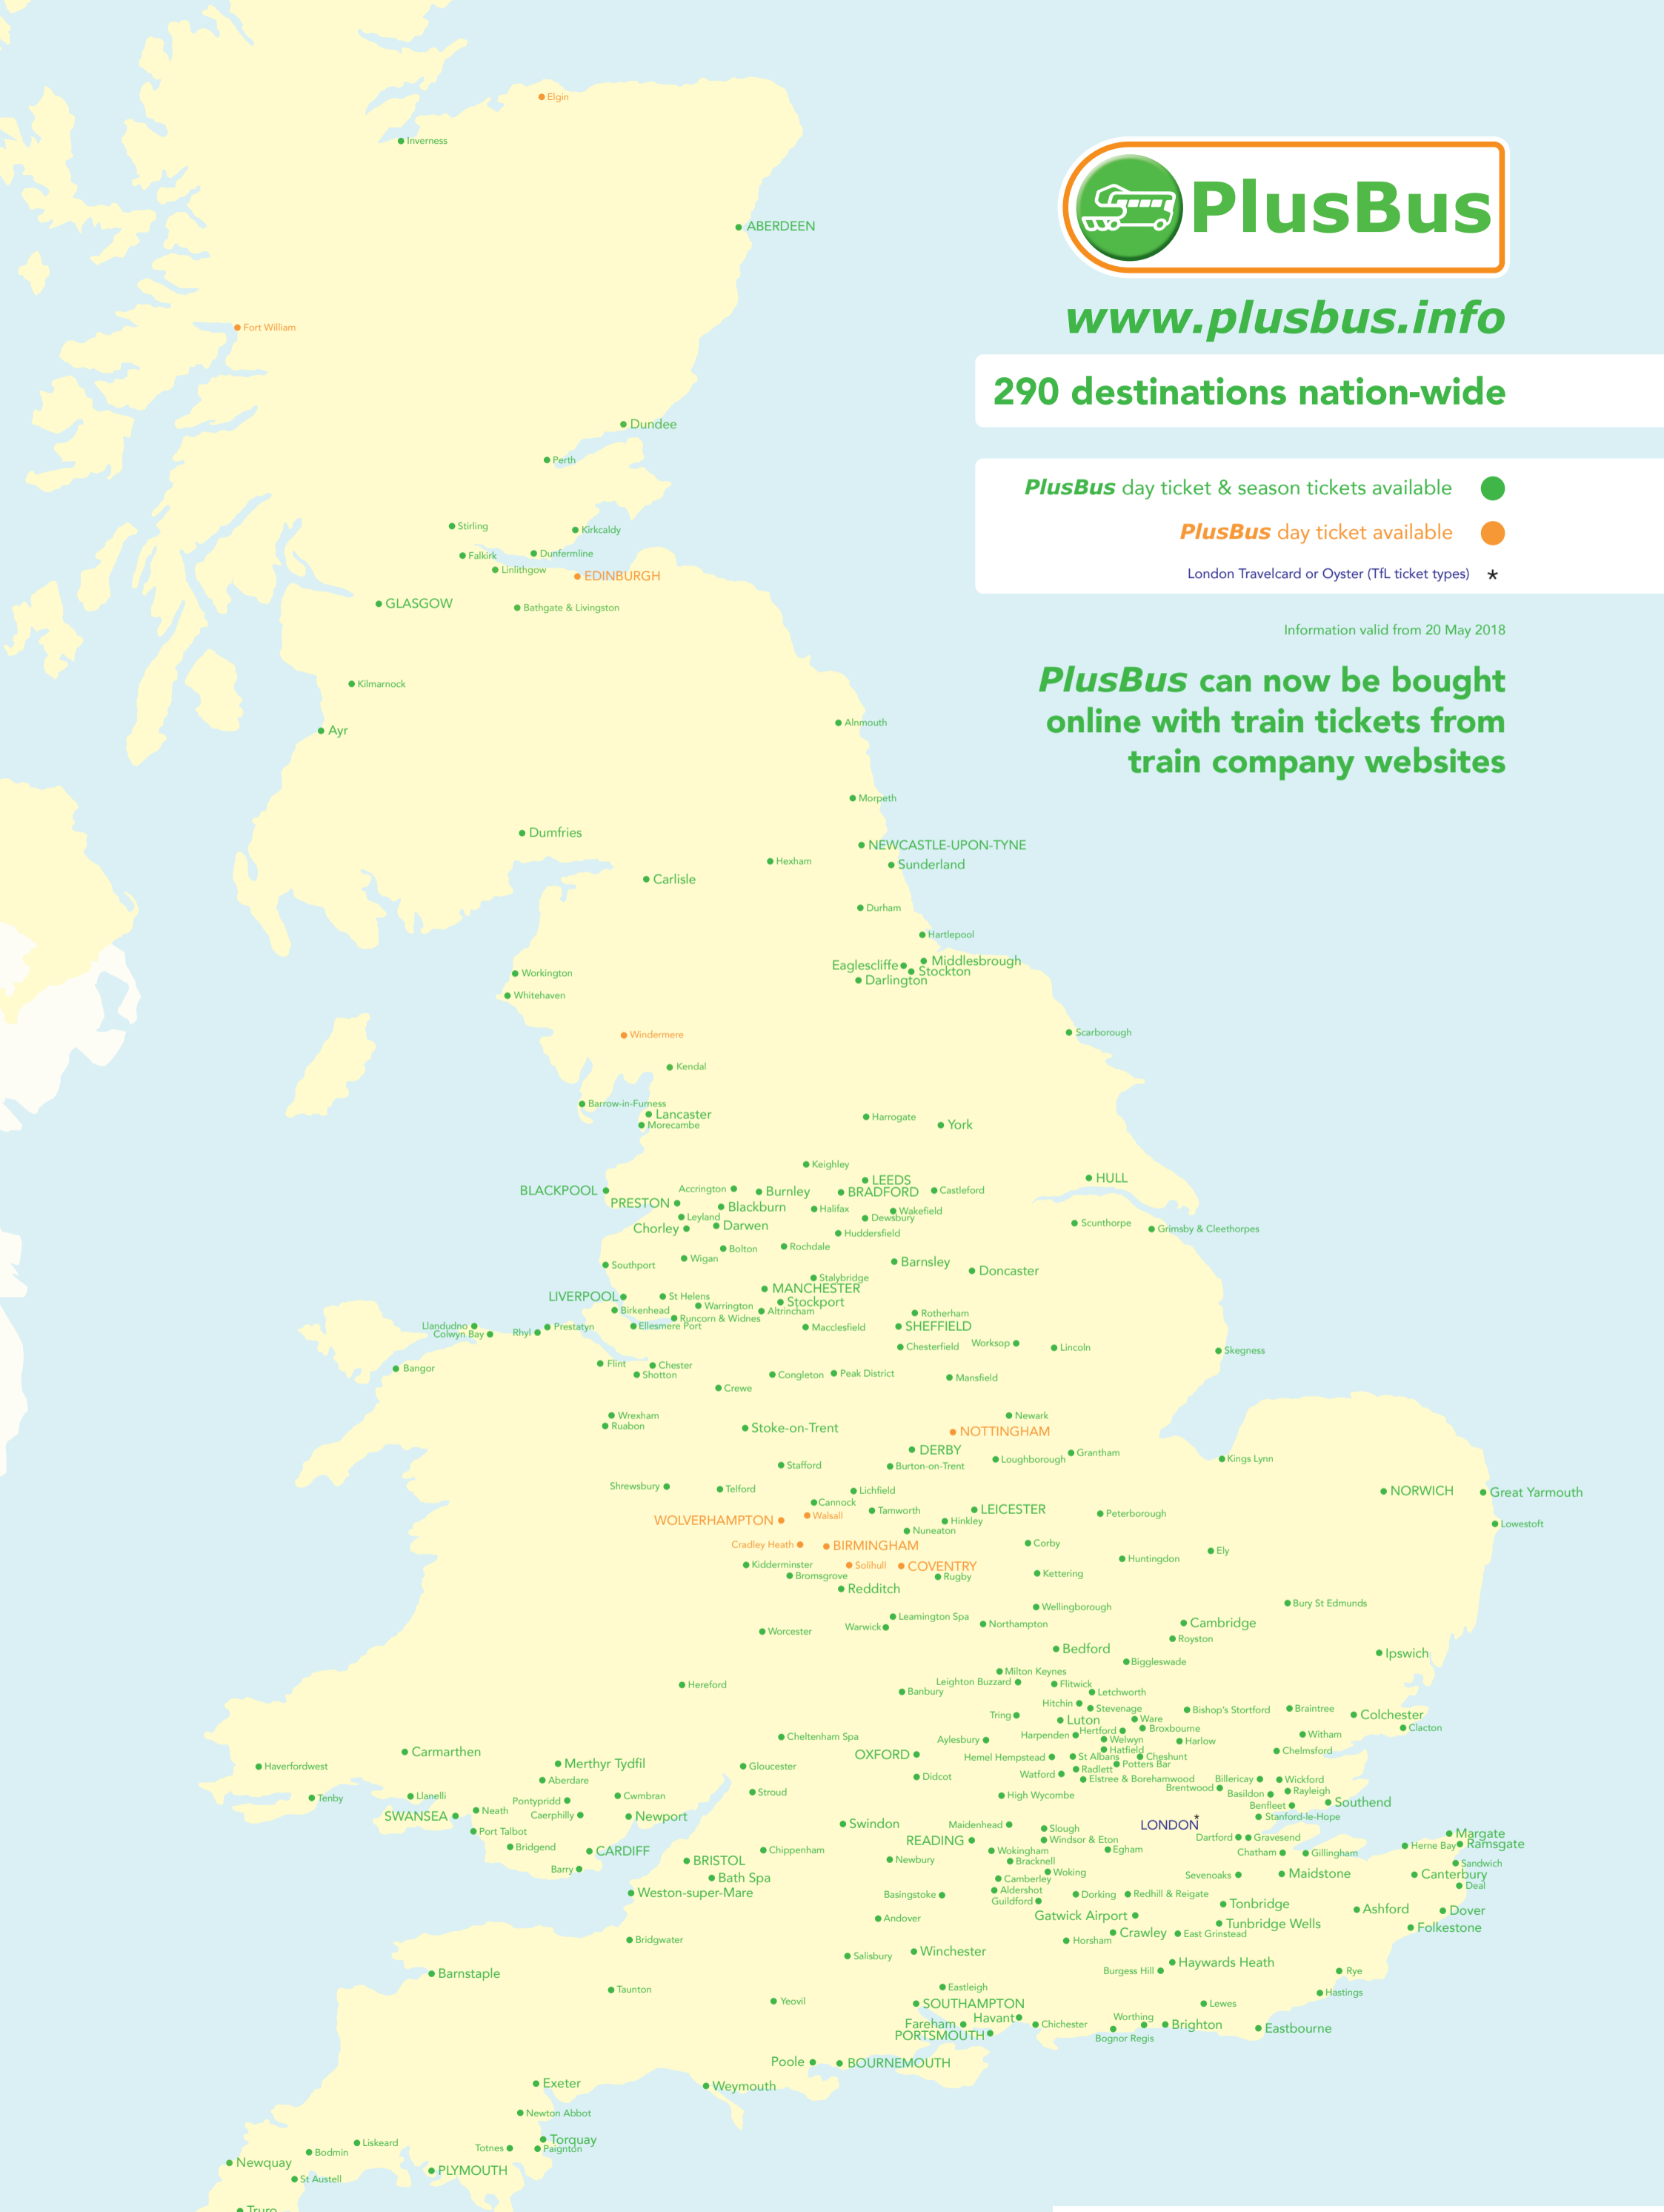 Elgin
Inverness
ABERDEEN
PlusBus
www.plusbus.info
Fort William
290 destinations nation-wide
Dundee
Perth
PlusBus day ticket & season tickets available
Stirling
Kirkcaldy
PlusBus day ticket available
Falkirk
Dunfermline
Linlithgow
EDINBURGH
London Travelcard or Oyster (TfL ticket types) *
GLASGOW
Bathgate & Livingston
Information valid from 20 May 2018
PlusBus can now be bought
online with train tickets from
train company websites
Kilmarnock
Ayr
Alnmouth
Morpeth
Dumfries
NEWCASTLE-UPON-TYNE
Hexham
Sunderland
Carlisle
Durham
Hartlepool
Middlesbrough
Eaglescliffe
Stockton
Darlington
Workington
Whitehaven
Windermere
Scarborough
Kendal
Barrow-in-Furness
Lancaster
Morecambe
Harrogate
York
Keighley
LEEDS
HULL
BLACKPOOL
Accrington
Burnley
BRADFORD
Castleford
PRESTON
Blackburn
Halifax
Wakefield
Leyland
Dewsbury
Chorley
Darwen
Huddersfield
Scunthorpe
Grimsby & Cleethorpes
Bolton
Rochdale
Wigan
Southport
Barnsley
Doncaster
Stalybridge
MANCHESTER
LIVERPOOL
St Helens
Stockport
Warrington
Birkenhead
Altrincham
Rotherham
Runcorn & Widnes
Llandudno
Colwyn Bay
Rhyl
Prestatyn
Ellesmere Port
Macclesfield
SHEFFIELD
Chesterfield
Worksop
Lincoln
Skegness
Bangor
Flint
Chester
Shotton
Congleton
Peak District
Mansfield
Crewe
Wrexham
Ruabon
Newark
Stoke-on-Trent
NOTTINGHAM
DERBY
Grantham
Loughborough
Kings Lynn
Stafford
Burton-on-Trent
Shrewsbury
Telford
Lichfield
NORWICH
Great Yarmouth
Cannock
Tamworth
LEICESTER
Peterborough
WOLVERHAMPTON
Walsall
Hinkley
Lowestoft
Nuneaton
Cradley Heath
BIRMINGHAM
Corby
Ely
Kidderminster
Solihull
COVENTRY
Huntingdon
Bromsgrove
Rugby
Kettering
Redditch
Wellingborough
Bury St Edmunds
Leamington Spa
Warwick
Northampton
Cambridge
Worcester
Royston
Bedford
Ipswich
Biggleswade
Milton Keynes
Hereford
Leighton Buzzard
Flitwick
Banbury
Letchworth
Hitchin
Stevenage
Bishop's Stortford
Braintree
Tring
Luton
Ware
Colchester
Hertford
Broxbourne
Clacton
Cheltenham Spa
Aylesbury
Harpenden
Welwyn
Harlow
Witham
Carmarthen
OXFORD
Hatfield
Chelmsford
Hemel Hempstead
St Albans
Cheshunt
Merthyr Tydfil
Potters Bar
Haverfordwest
Gloucester
Radlett
Watford
Aberdare
Didcot
Elstree & Borehamwood
Billericay
Wickford
Brentwood
Rayleigh
Tenby
Llanelli
Cwmbran
Stroud
High Wycombe
Basildon
Pontypridd
Benfleet
Southend
Neath
SWANSEA
Caerphilly
Newport
Stanford-le-Hope
Swindon
Maidenhead
Slough
LONDON*
Port Talbot
READING
Windsor & Eton
Dartford
Gravesend
Margate
Ramsgate
Herne Bay
Bridgend
CARDIFF
Chippenham
Wokingham
Egham
Chatham
Gillingham
BRISTOL
Newbury
Bracknell
Sandwich
Barry
Woking
Bath Spa
Camberley
Sevenoaks
Maidstone
Canterbury
Deal
Weston-super-Mare
Basingstoke
Aldershot
Dorking
Redhill & Reigate
Guildford
Tonbridge
Ashford
Dover
Andover
Gatwick Airport
Tunbridge Wells
Folkestone
Crawley
East Grinstead
Bridgwater
Horsham
Salisbury
Winchester
Haywards Heath
Barnstaple
Burgess Hill
Rye
Taunton
Eastleigh
Hastings
Yeovil
SOUTHAMPTON
Lewes
Fareham
Havant
Chichester
Worthing
Brighton
Eastbourne
PORTSMOUTH
Bognor Regis
Poole
BOURNEMOUTH
Exeter
Weymouth
Newton Abbot
Torquay
Liskeard
Totnes
Paignton
Bodmin
Newquay
PLYMOUTH
St Austell
Truro